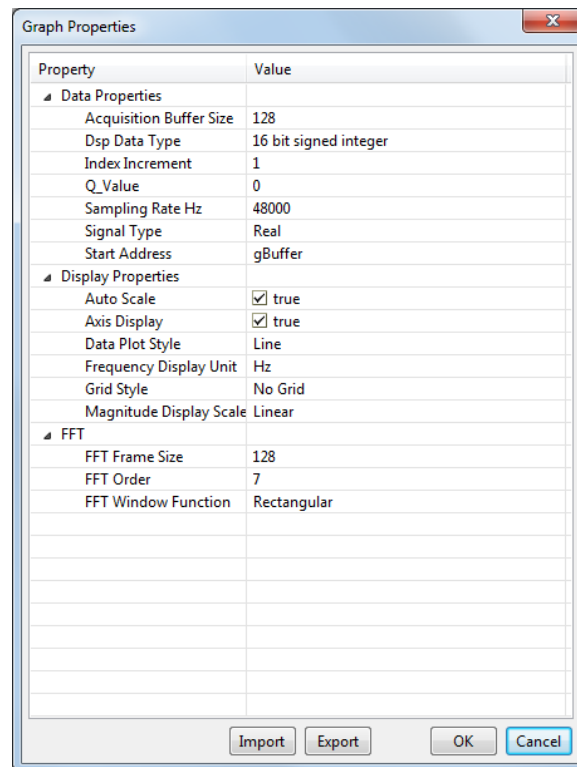 Graph Properties
Property Value
Data Properties
Acquisition Buffer Size 128
Dsp Data Type 16 bit signed integer
Index Increment 1
Q_Value 0
Sampling Rate Hz 48000
Signal Type Real
Start Address gBuffer
Display Properties
Auto Scale true
Axis Display true
Data Plot Style Line
Frequency Display Unit Hz
Grid Style No Grid
Magnitude Display Scale Linear
FFT
FFT Frame Size 128
FFT Order 7
FFT Window Function Rectangular
Import Export OK Cancel